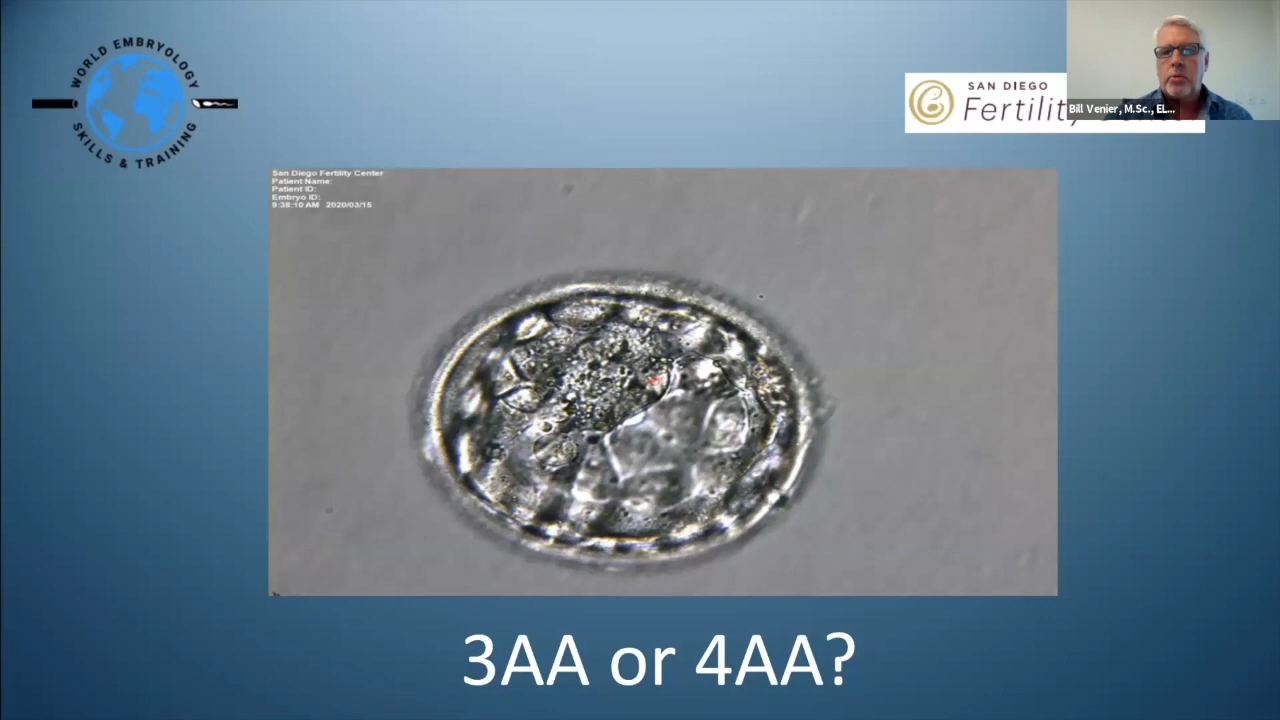 WORLD EMBRYOLOGY
SKILLS & TRAINING
SAN DIEGO
Fertility
Bill Venier, M.Sc., EL...
San Diego Fertility Center
Patient Name:
Patient ID:
Embryo ID:
9:38:10 AM 2020/03/15
3AA or 4AA?